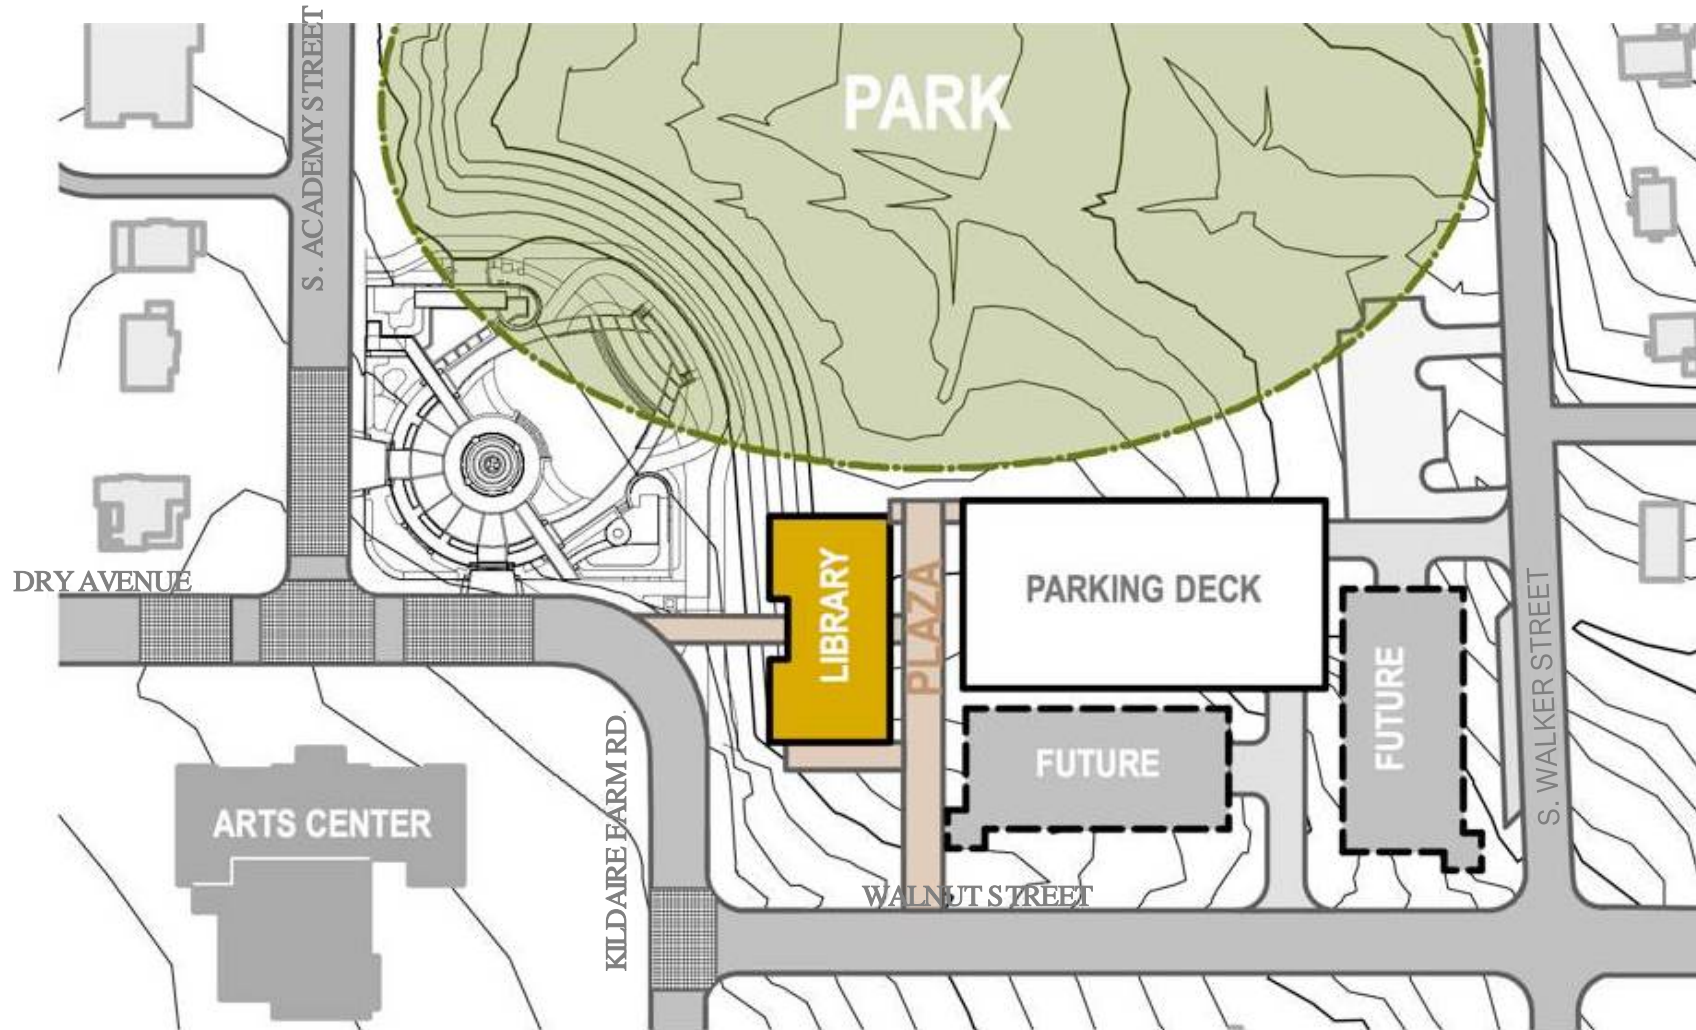 S. ACADEMY STREET
PARK
DRY AVENUE
LIBRARY
PLAZA
PARKING DECK
FUTURE
FUTURE
S. WALKER STREET
ARTS CENTER
KILDAIRE FARM RD.
WALNUT STREET